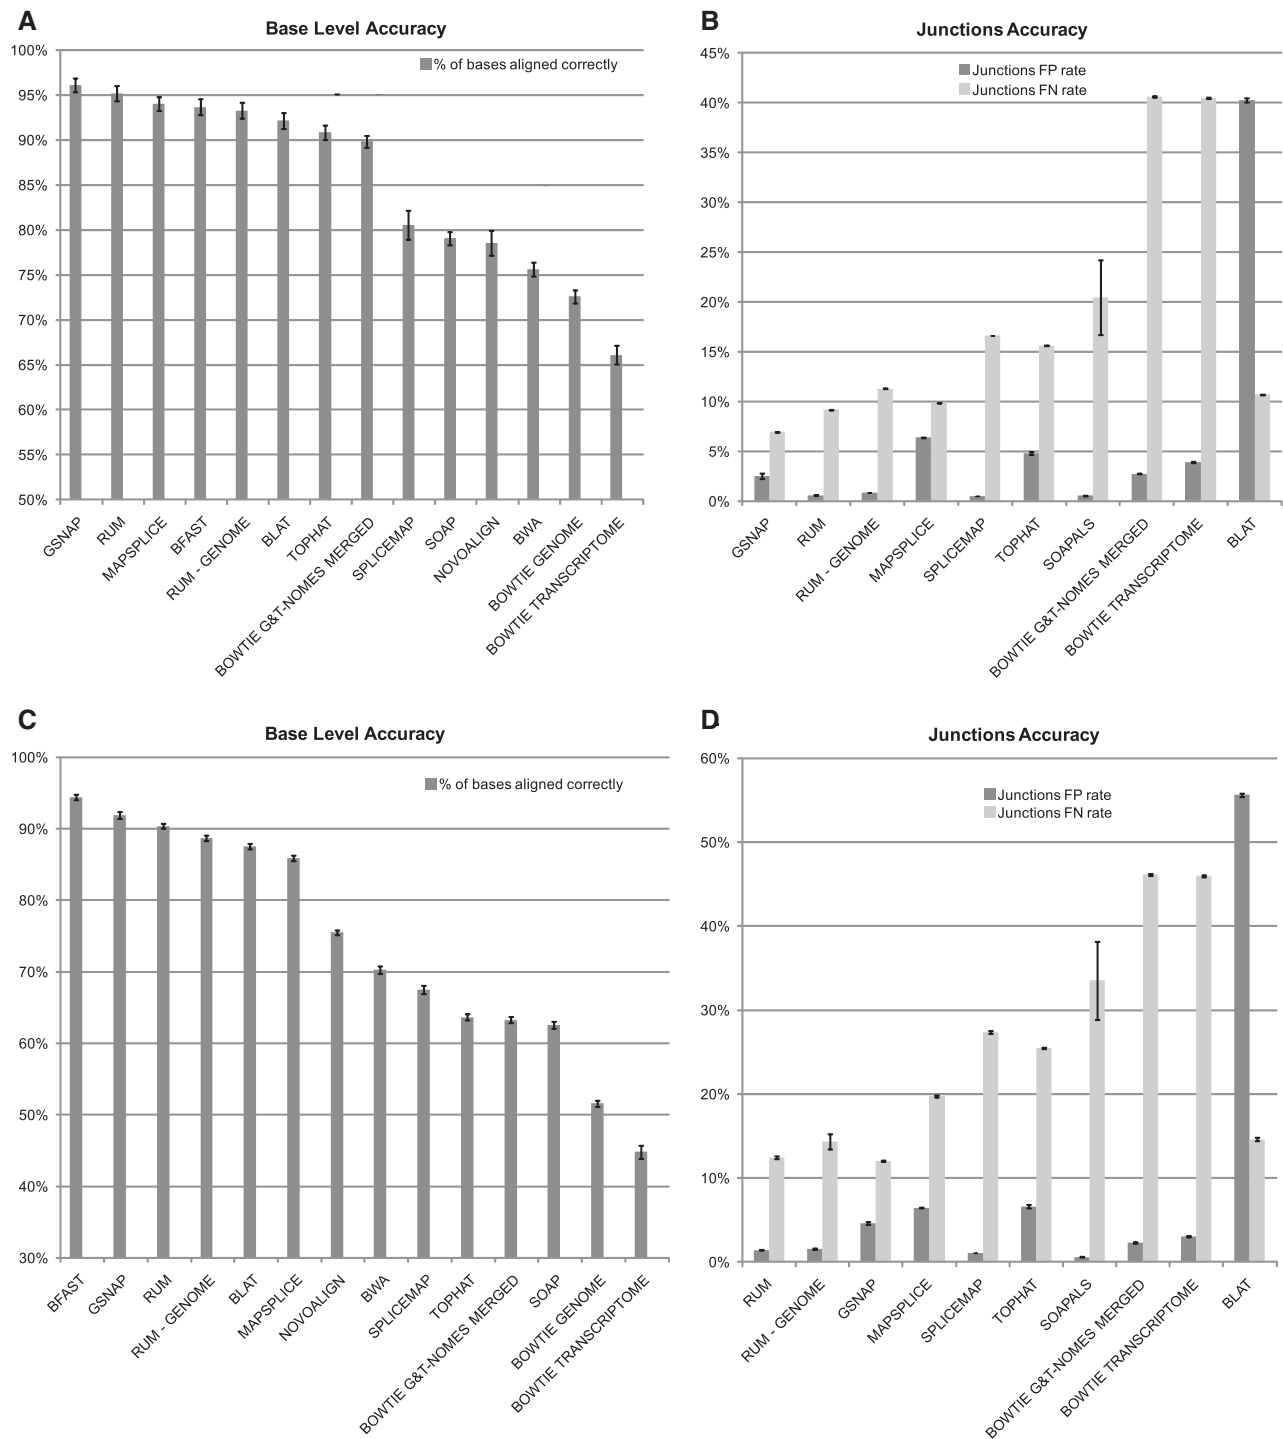 A
Base Level Accuracy
% of bases aligned correctly
100%
95%
90%
85%
80%
75%
70%
65%
60%
55%
50%
GSNAP
RUM
MAPSPLICE
BFAST
RUM - GENOME
BLAT
TOPHAT
BOWTIE G&T-NOMES MERGED
SPLICEMAP
SOAP
NOVOALIGN
BWA
BOWTIE GENOME
BOWTIE TRANSCRIPTOME
B
Junctions Accuracy
Junctions FP rate
Junctions FN rate
45%
40%
35%
30%
25%
20%
15%
10%
5%
0%
GSNAP
RUM
RUM - GENOME
MAPSPLICE
SPLICEMAP
TOPHAT
SOAPALS
BOWTIE G&T-NOMES MERGED
BOWTIE TRANSCRIPTOME
BLAT
C
Base Level Accuracy
% of bases aligned correctly
100%
90%
80%
70%
60%
50%
40%
30%
BFAST
GSNAP
RUM
RUM - GENOME
BLAT
MAPSPLICE
NOVOALIGN
BWA
SPLICEMAP
TOPHAT
BOWTIE G&T-NOMES MERGED
SOAP
BOWTIE GENOME
BOWTIE TRANSCRIPTOME
D
Junctions Accuracy
Junctions FP rate
Junctions FN rate
60%
50%
40%
30%
20%
10%
0%
RUM
RUM - GENOME
GSNAP
MAPSPLICE
SPLICEMAP
TOPHAT
SOAPALS
BOWTIE G&T-NOMES MERGED
BOWTIE TRANSCRIPTOME
BLAT